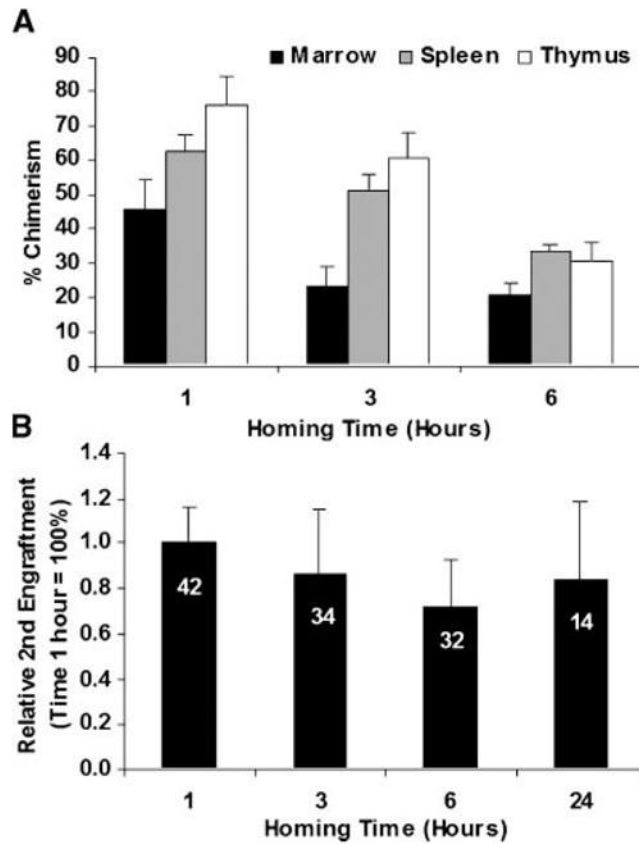 A
Marrow Spleen Thymus
% Chimerism
90
80
70
60
50
40
30
20
10
0
1 3 6
Homing Time (Hours)
B
Relative 2nd Engraftment
(Time 1 hour = 100%)
1.4
1.2
1.0
0.8
0.6
0.4
0.2
0.0
42 34 32 14
1 3 6 24
Homing Time (Hours)